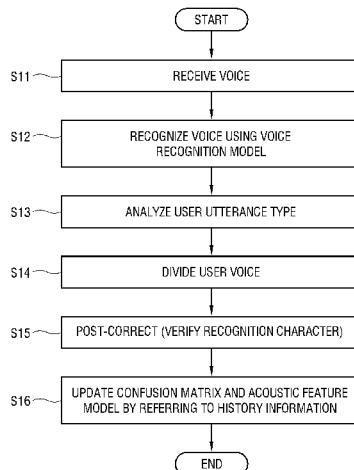 START
S11
RECEIVE VOICE
S12
RECOGNIZE VOICE USING VOICE
RECOGNITION MODEL
S13
ANALYZE USER UTTERANCE TYPE
S14
DIVIDE USER VOICE
S15
POST-CORRECT (VERIFY RECOGNITION CHARACTER)
S16
UPDATE CONFUSION MATRIX AND ACOUSTIC FEATURE
MODEL BY REFERRING TO HISTORY INFORMATION
END